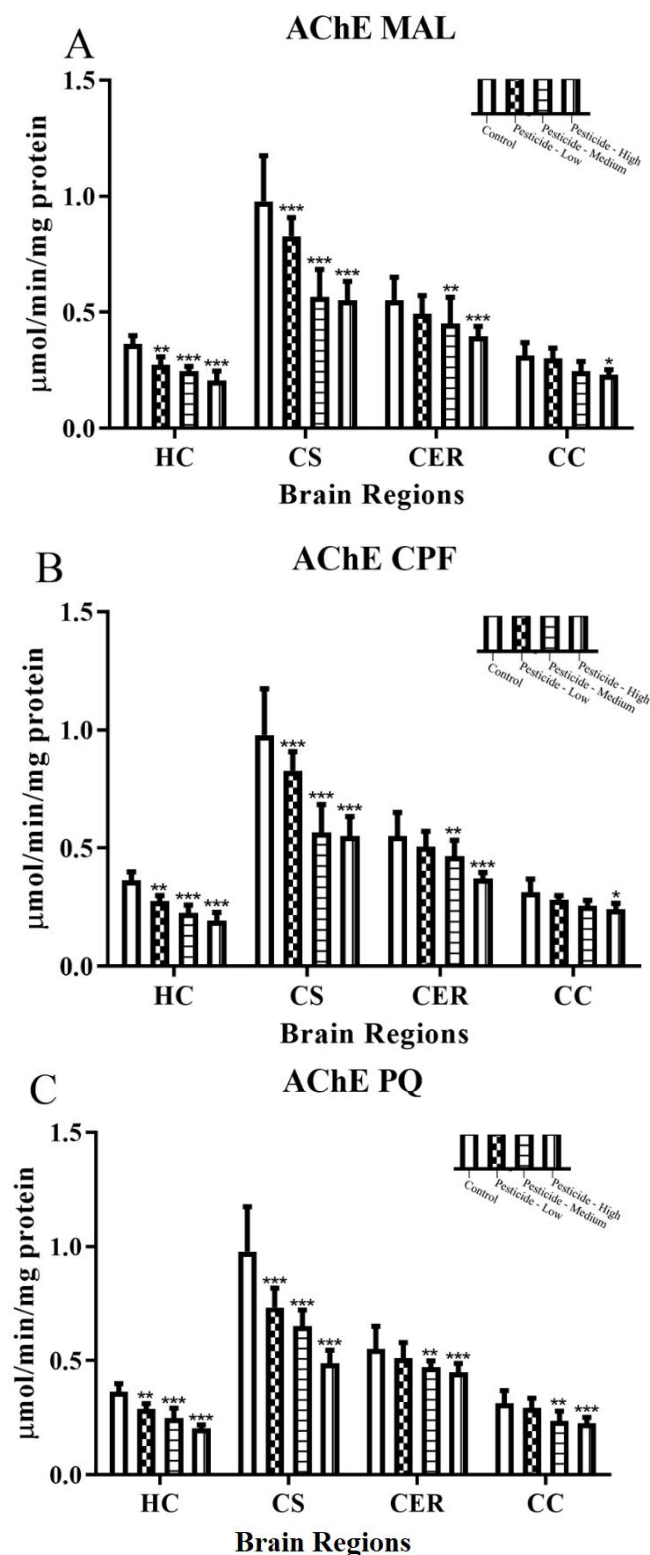 A
AChE MAL
μmol/min/mg protein
1.5
1.0
0.5
0.0
Control
Pesticide - Low
Pesticide - Medium
Pesticide - High
** *** ***
*** *** ***
** ***
*
HC CS CER CC
Brain Regions
B
AChE CPF
μmol/min/mg protein
1.5
1.0
0.5
0.0
Control
Pesticide - Low
Pesticide - Medium
Pesticide - High
** *** ***
*** *** ***
** ***
*
HC CS CER CC
Brain Regions
C
AChE PQ
μmol/min/mg protein
1.5
1.0
0.5
0.0
Control
Pesticide - Low
Pesticide - Medium
Pesticide - High
** *** ***
*** *** ***
** ***
** ***
HC CS CER CC
Brain Regions